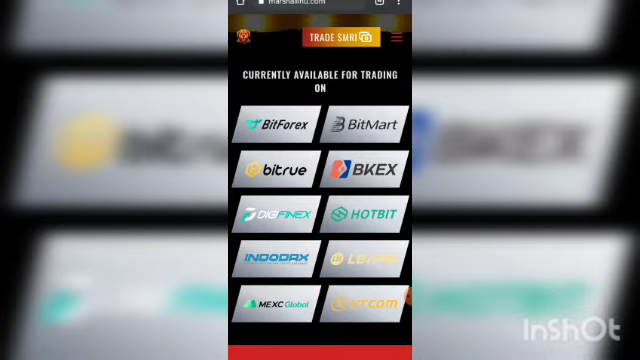 marshallinu.com
TRADE SMRI
CURRENTLY AVAILABLE FOR TRADING
ON
BitForex
BitMart
bitrue
BKEX
DIGIFINEX
HOTBIT
INDODAX
LBANK
MEXC Global
XT.COM
InShOt